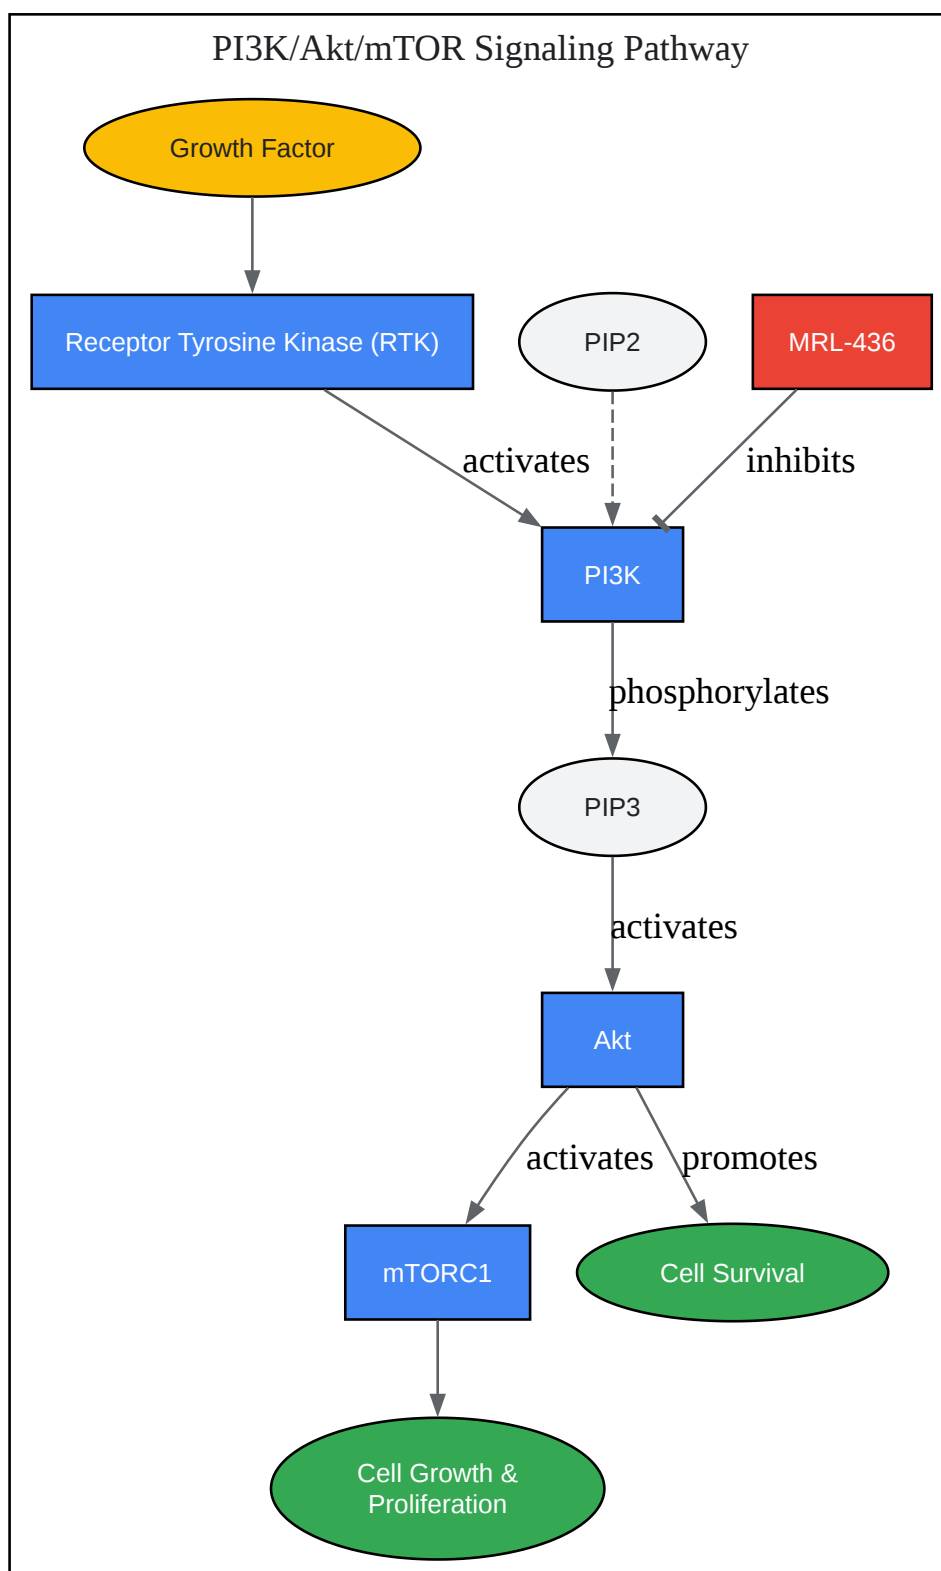 PI3K/Akt/mTOR Signaling Pathway
Growth Factor
Receptor Tyrosine Kinase (RTK)
PIP2
MRL-436
activates
inhibits
PI3K
phosphorylates
PIP3
activates
Akt
activates
promotes
mTORC1
Cell Survival
Cell Growth &
Proliferation